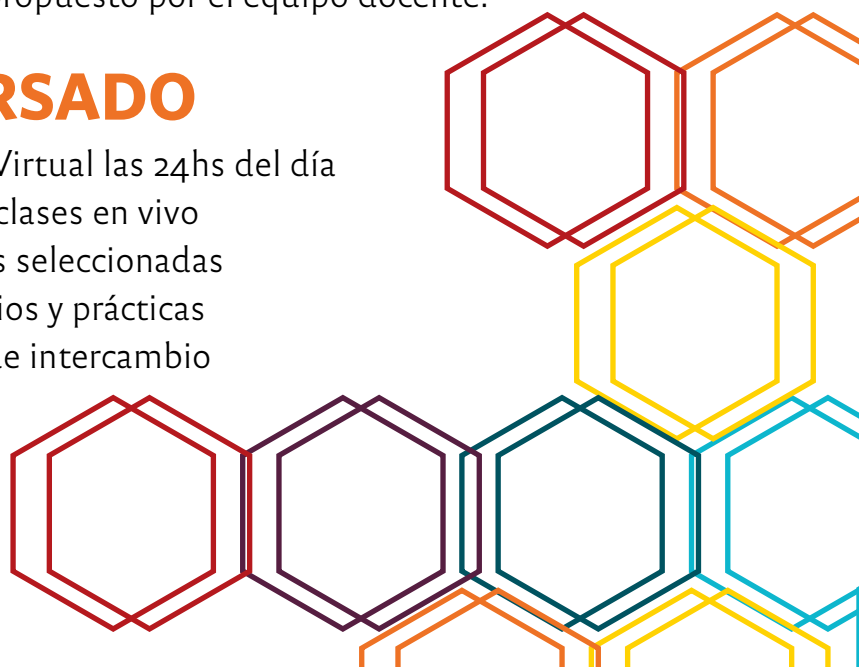 ropuesto por el equipo docente.
RSADO
Virtual las 24hs del día
clases en vivo
s seleccionadas
ios y prácticas
e intercambio